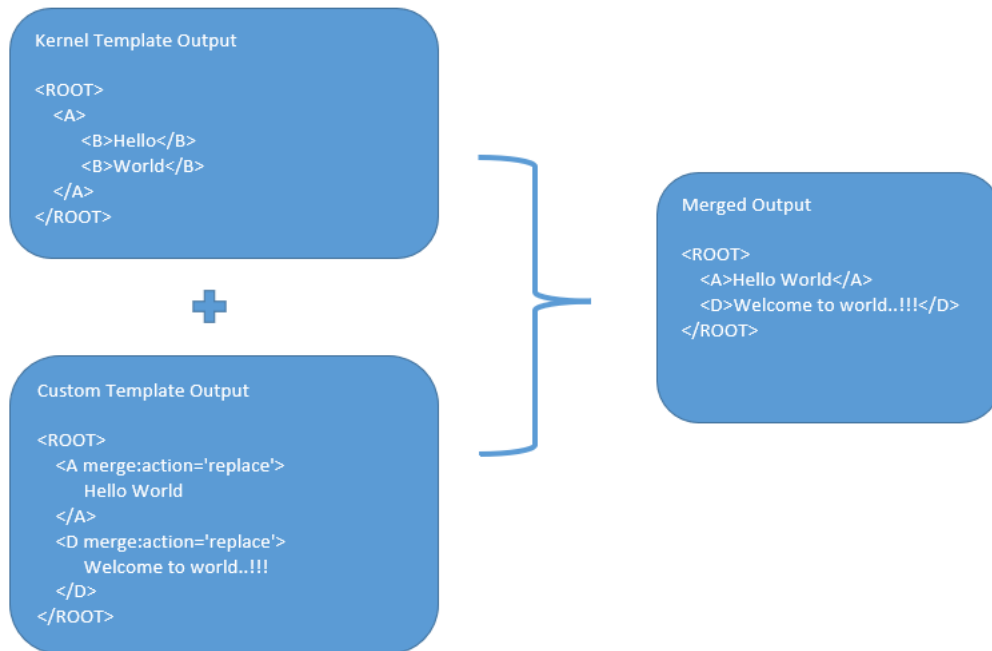 Kernel Template Output
<ROOT>
<A>
<B>Hello</B>
<B>World</B>
</A>
</ROOT>
Custom Template Output
<ROOT>
<A merge:action='replace'>
Hello World
</A>
<D merge:action='replace'>
Welcome to world..!!!
</D>
</ROOT>
Merged Output
<ROOT>
<A>Hello World</A>
<D>Welcome to world..!!!</D>
</ROOT>